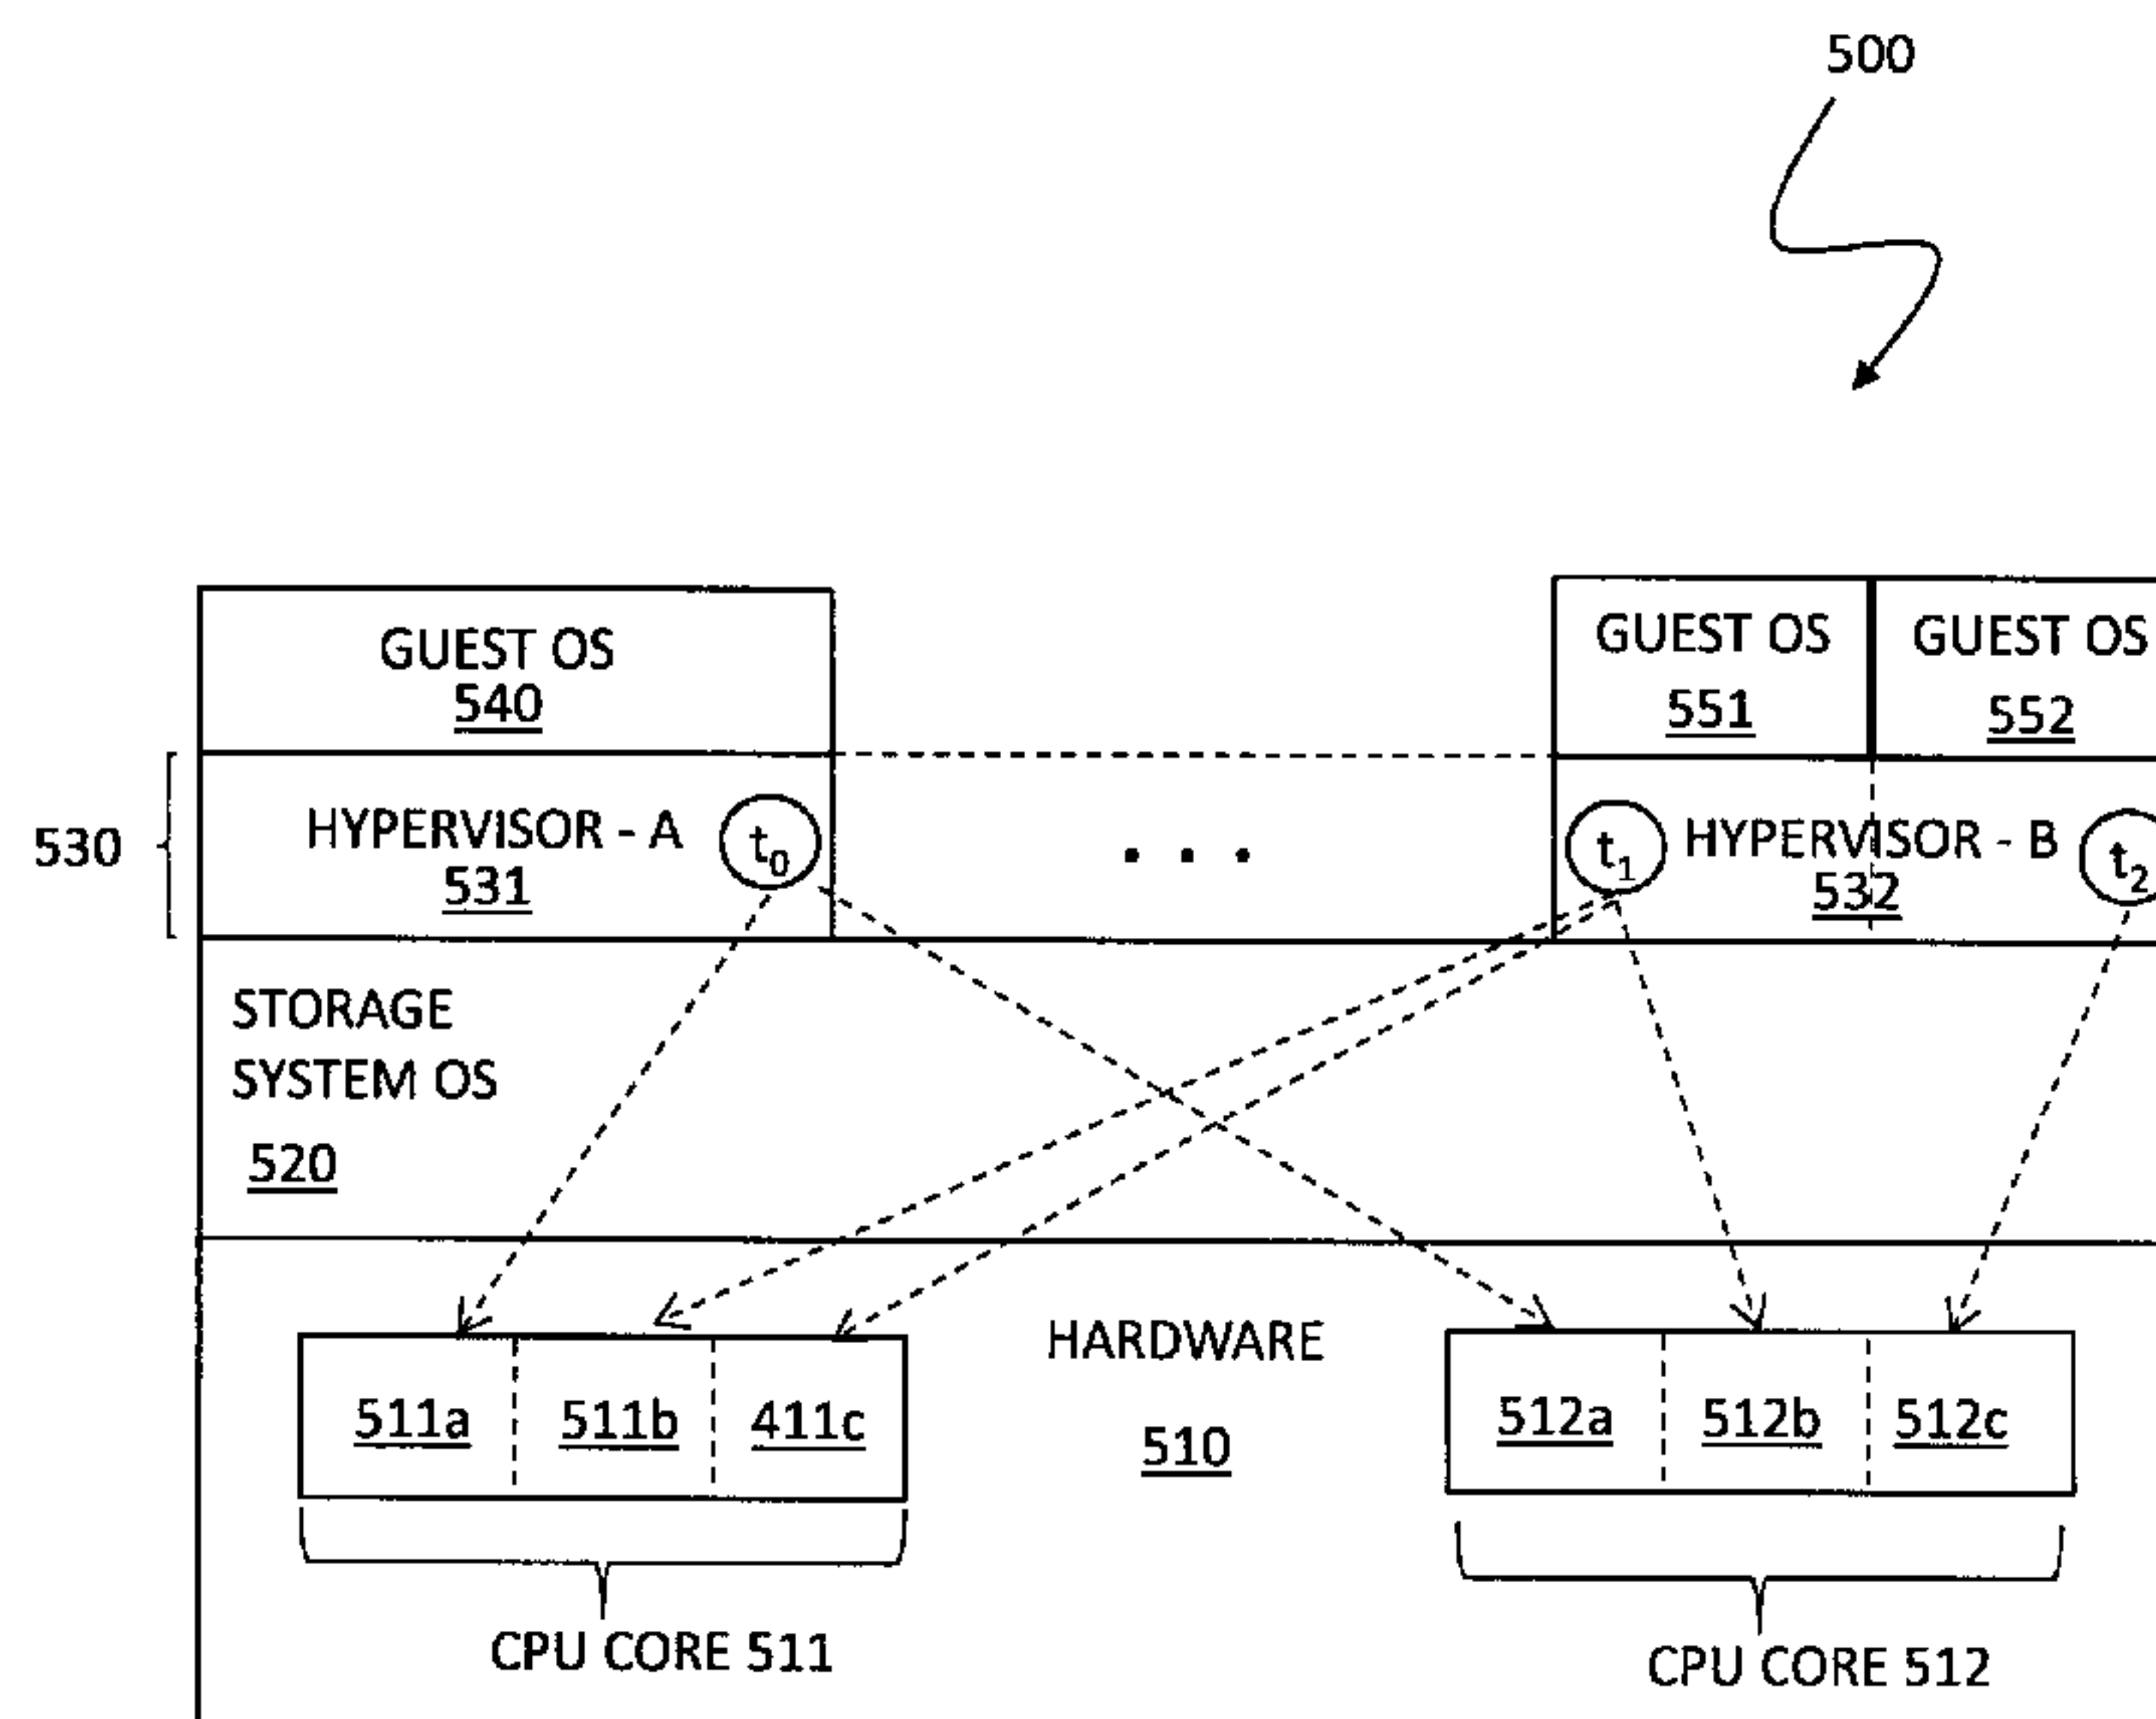 500
GUEST OS
540
GUEST OS
551
GUEST OS
552
530
HYPERVISOR - A
531
t0
. . .
t1
HYPERVISOR - B
532
t2
STORAGE
SYSTEM OS
520
HARDWARE
510
511a
511b
411c
512a
512b
512c
CPU CORE 511
CPU CORE 512